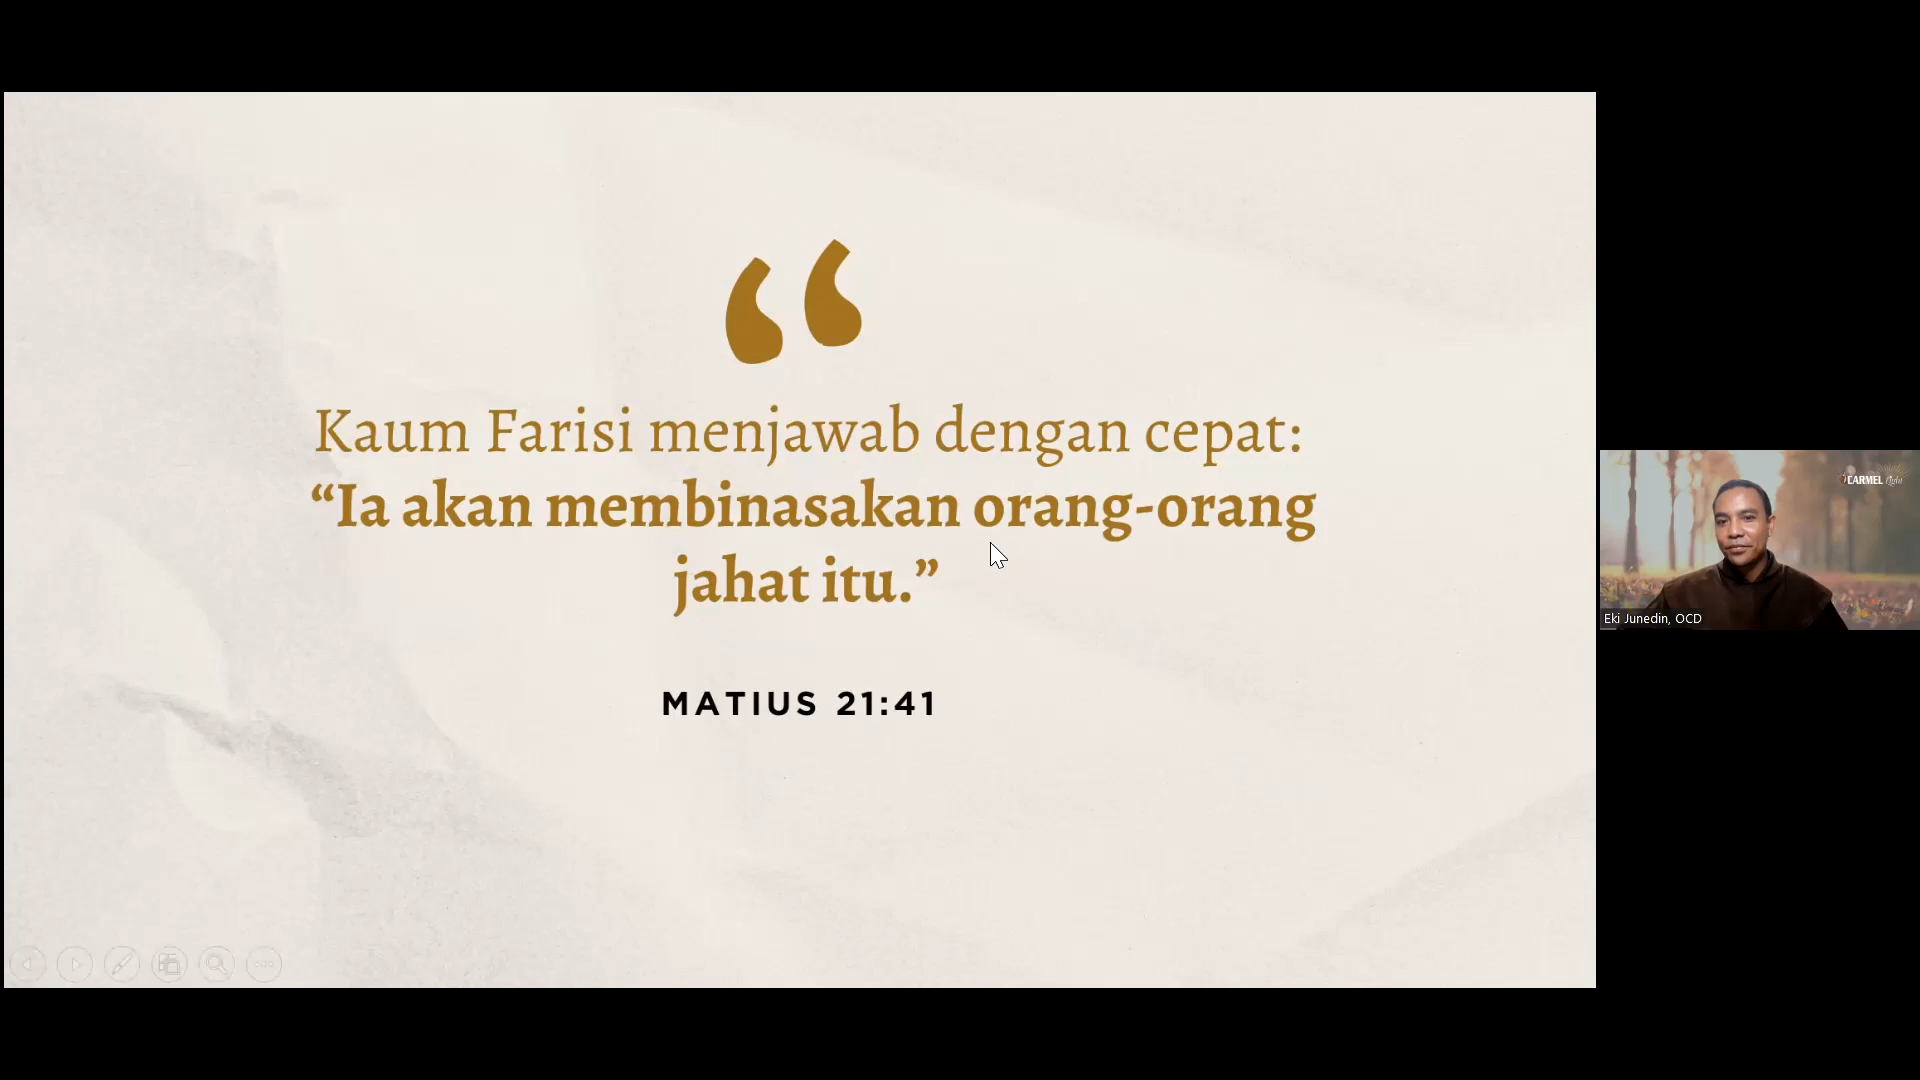 “
Kaum Farisi menjawab dengan cepat:
“Ia akan membinasakan orang-orang
jahat itu.”
MATIUS 21:41
CARMEL Light
Eki Junedin, OCD